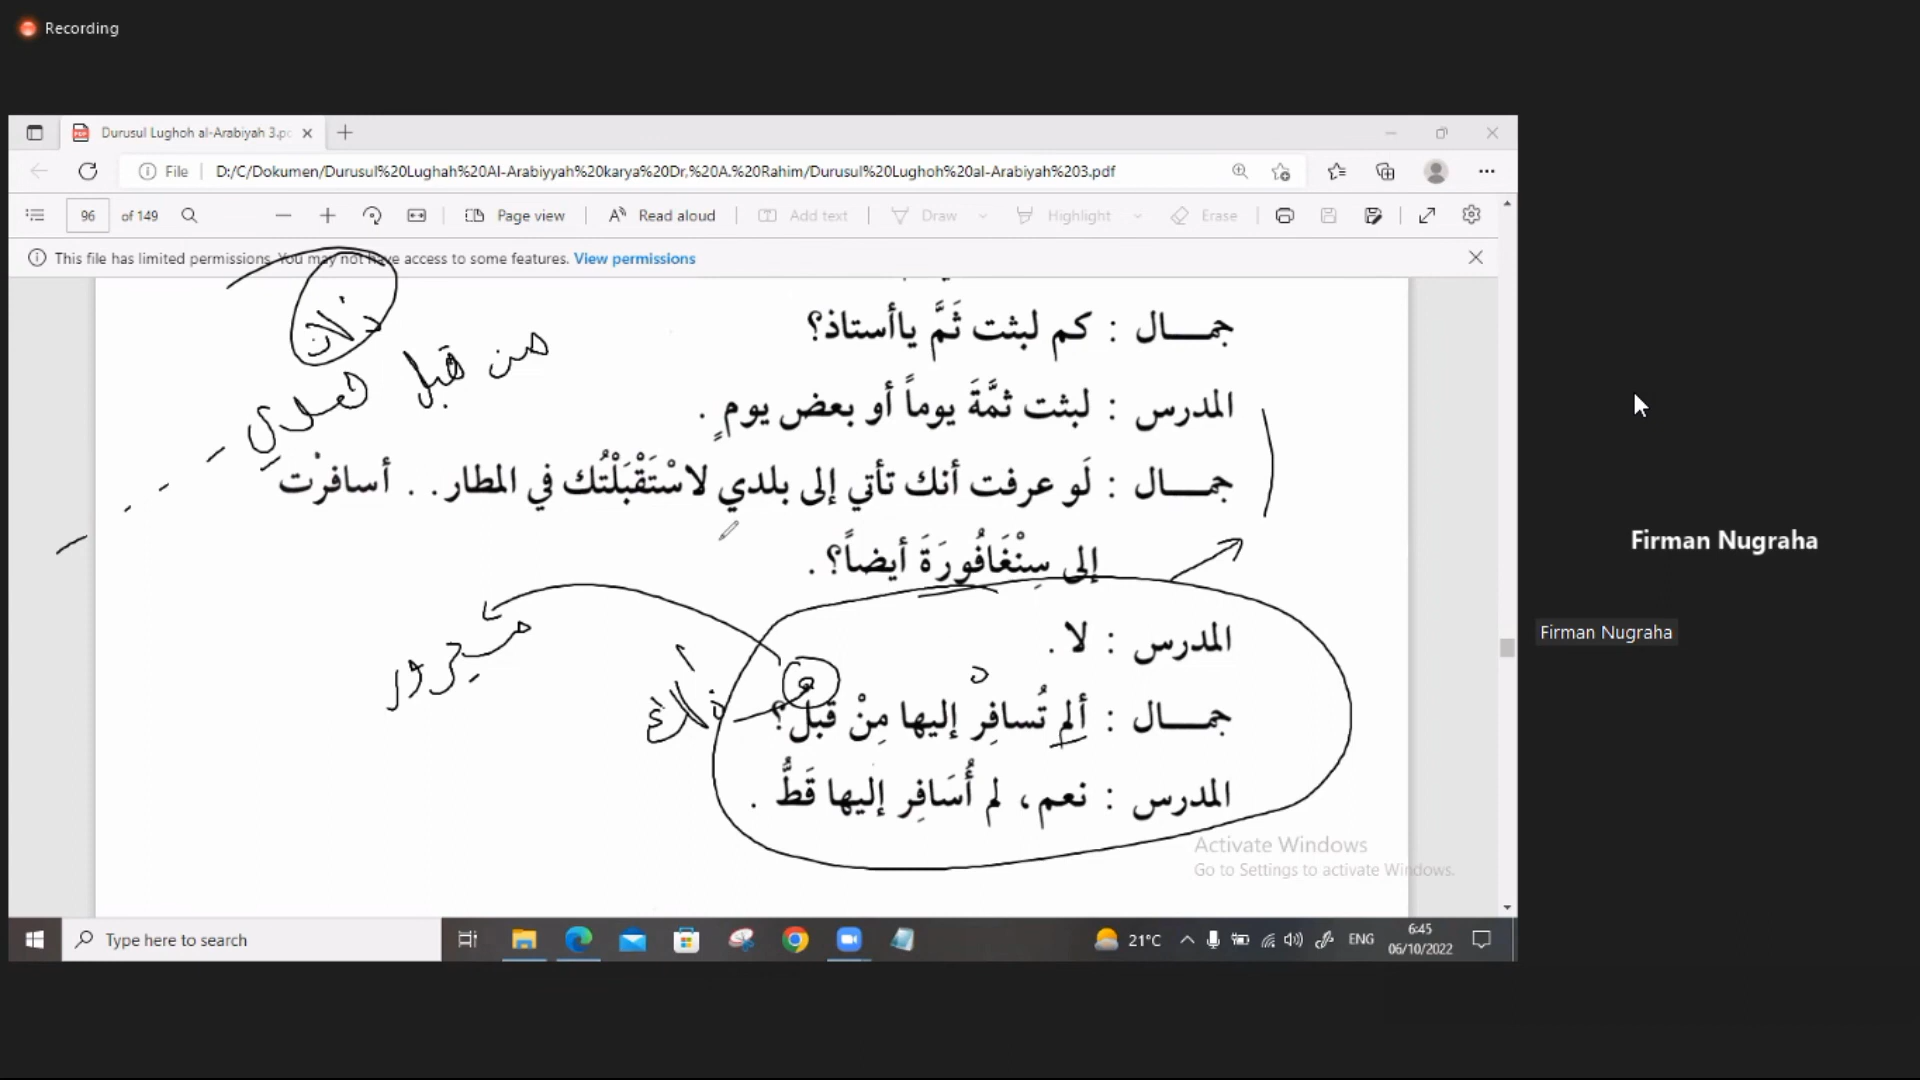 Recording
Durusul Lughoh al-Arabiyah 3.pc
File D:/C/Dokumen/Durusul%20Lughah%20Al-Arabiyyah%20karya%20Dr,%20A.%20Rahim/Durusul%20Lughoh%20al-Arabiyah%203.pdf
96 of 149 Page view Read aloud Add text Draw Highlight Erase
This file has limited permissions. You may not have access to some features. View permissions
جمـــال : كم لبثت ثَمَّ ياأستاذ؟
المدرس : لبثت ثمَّةَ يوماً أو بعض يومٍ .
جمـــال : لَو عرفت أنك تأتي إلى بلدي لاسْتَقْبَلْتُك في المطار . . أسافرْت
إلى سِنْغَافُورَةَ أيضاً؟ .
المدرس : لا .
جمـــال : ألم تُسافِر إليها مِنْ قبل؟
المدرس : نعم، لم أُسَافِر إليها قَطُّ .
من قبل
Activate Windows
Go to Settings to activate Windows.
Type here to search
21°C ENG 6:45
06/10/2022
Firman Nugraha
Firman Nugraha